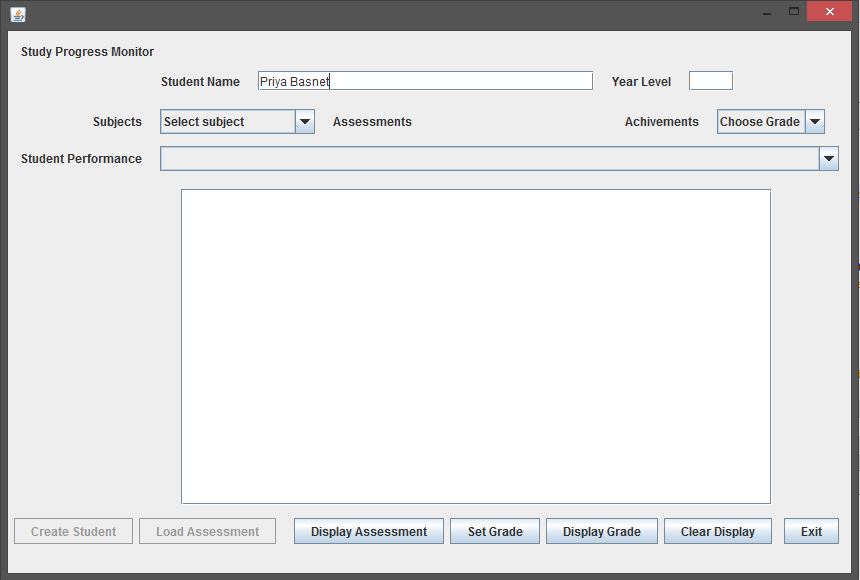 Study Progress Monitor
Student Name Priya Basnet Year Level
Subjects Select subject Assessments Achivements Choose Grade
Student Performance
Create Student Load Assessment Display Assessment Set Grade Display Grade Clear Display Exit